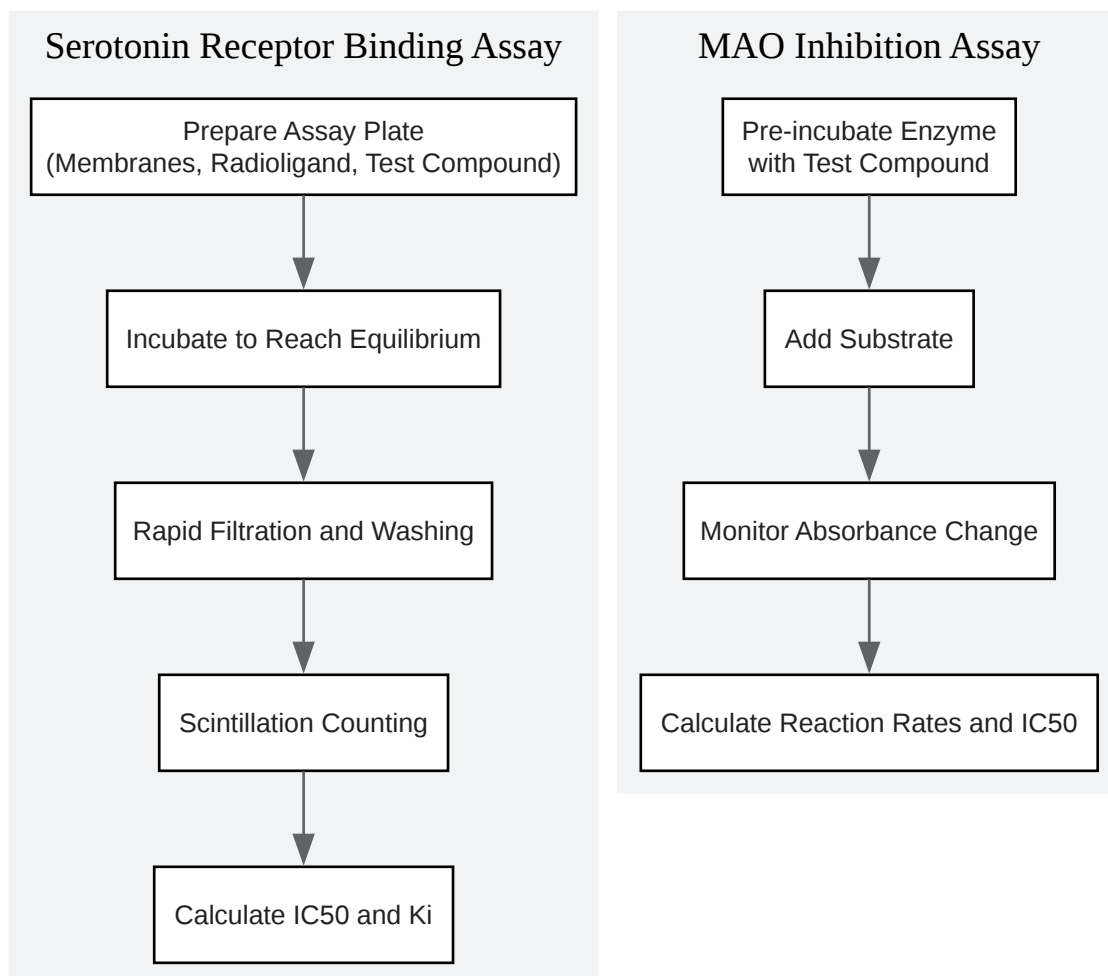 Serotonin Receptor Binding Assay
Prepare Assay Plate
(Membranes, Radioligand, Test Compound)
Incubate to Reach Equilibrium
Rapid Filtration and Washing
Scintillation Counting
Calculate IC50 and Ki
MAO Inhibition Assay
Pre-incubate Enzyme
with Test Compound
Add Substrate
Monitor Absorbance Change
Calculate Reaction Rates and IC50